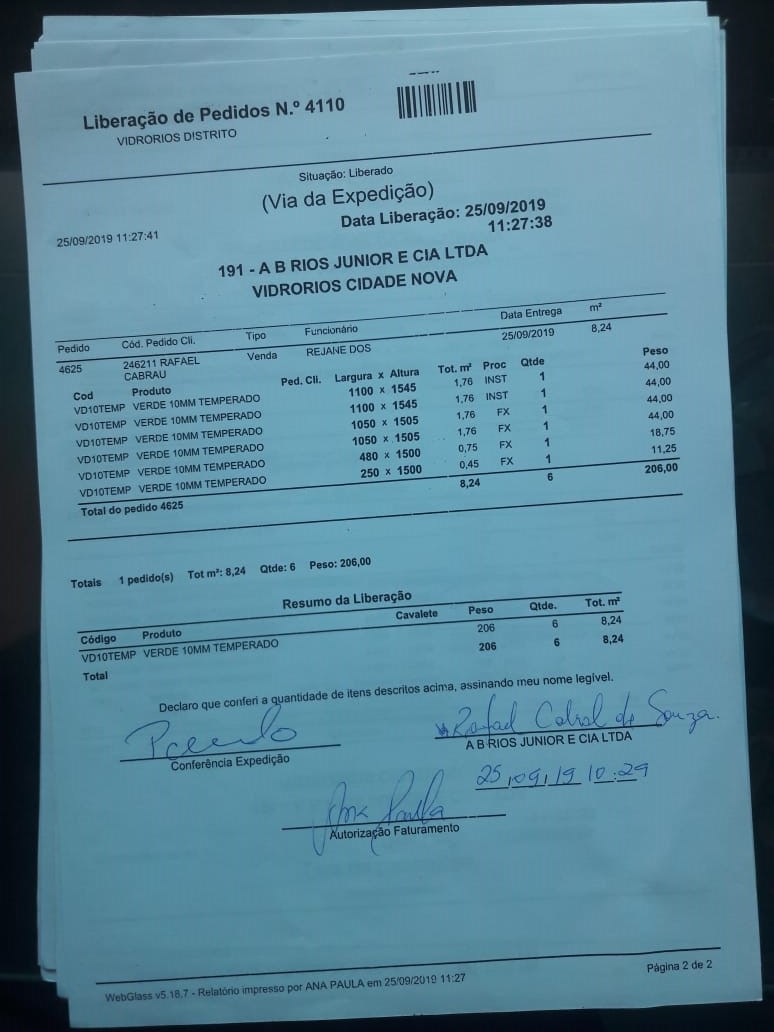 Liberação de Pedidos N.º 4110
VIDRORIOS DISTRITO
Situação: Liberado
(Via da Expedição)
25/09/2019 11:27:41
Data Liberação: 25/09/2019
11:27:38
191 - A B RIOS JUNIOR E CIA LTDA
VIDRORIOS CIDADE NOVA
Pedido Cód. Pedido Cli. Tipo Funcionário Data Entrega m²
4625 246211 RAFAEL CABRAU Venda REJANE DOS 25/09/2019 8,24
Cod Produto Ped. Cli. Largura x Altura Tot. m² Proc Qtde Peso
VD10TEMP VERDE 10MM TEMPERADO 1100 x 1545 1,76 INST 1 44,00
VD10TEMP VERDE 10MM TEMPERADO 1100 x 1545 1,76 INST 1 44,00
VD10TEMP VERDE 10MM TEMPERADO 1050 x 1505 1,76 FX 1 44,00
VD10TEMP VERDE 10MM TEMPERADO 1050 x 1505 1,76 FX 1 44,00
VD10TEMP VERDE 10MM TEMPERADO 480 x 1500 0,75 FX 1 18,75
VD10TEMP VERDE 10MM TEMPERADO 250 x 1500 0,45 FX 1 11,25
Total do pedido 4625 8,24 6 206,00
Totais 1 pedido(s) Tot m²: 8,24 Qtde: 6 Peso: 206,00
Resumo da Liberação
Código Produto Cavalete Peso Qtde. Tot. m²
VD10TEMP VERDE 10MM TEMPERADO 206 6 8,24
Total 206 6 8,24
Declaro que conferi a quantidade de itens descritos acima, assinando meu nome legível.
Rafael Cabral de Souza.
Conferência Expedição
A B RIOS JUNIOR E CIA LTDA
25/09/19 10:29
Ana Paula
Autorização Faturamento
WebGlass v5.18.7 - Relatório impresso por ANA PAULA em 25/09/2019 11:27
Página 2 de 2